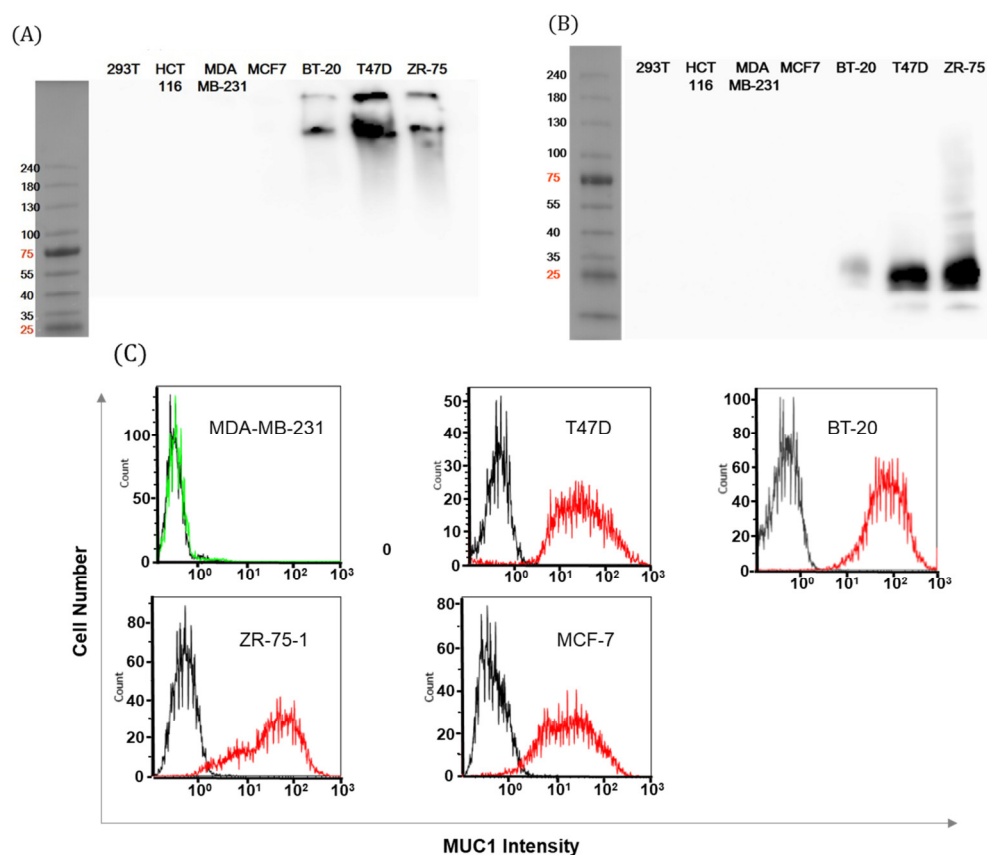 (A)
293T HCT 116 MDA MB-231 MCF7 BT-20 T47D ZR-75
240
180
130
100
75
55
40
35
25
(B)
293T HCT 116 MDA MB-231 MCF7 BT-20 T47D ZR-75
240
180
130
100
75
55
40
35
25
(C)
Cell Number
MDA-MB-231
Count
100
50
0
10⁰ 10¹ 10² 10³
0
T47D
Count
50
40
30
20
10
0
10⁰ 10¹ 10² 10³
BT-20
Count
100
80
60
40
20
0
10⁰ 10¹ 10² 10³
ZR-75-1
Count
80
60
40
20
0
10⁰ 10¹ 10² 10³
MCF-7
Count
80
60
40
20
0
10⁰ 10¹ 10² 10³
MUC1 Intensity